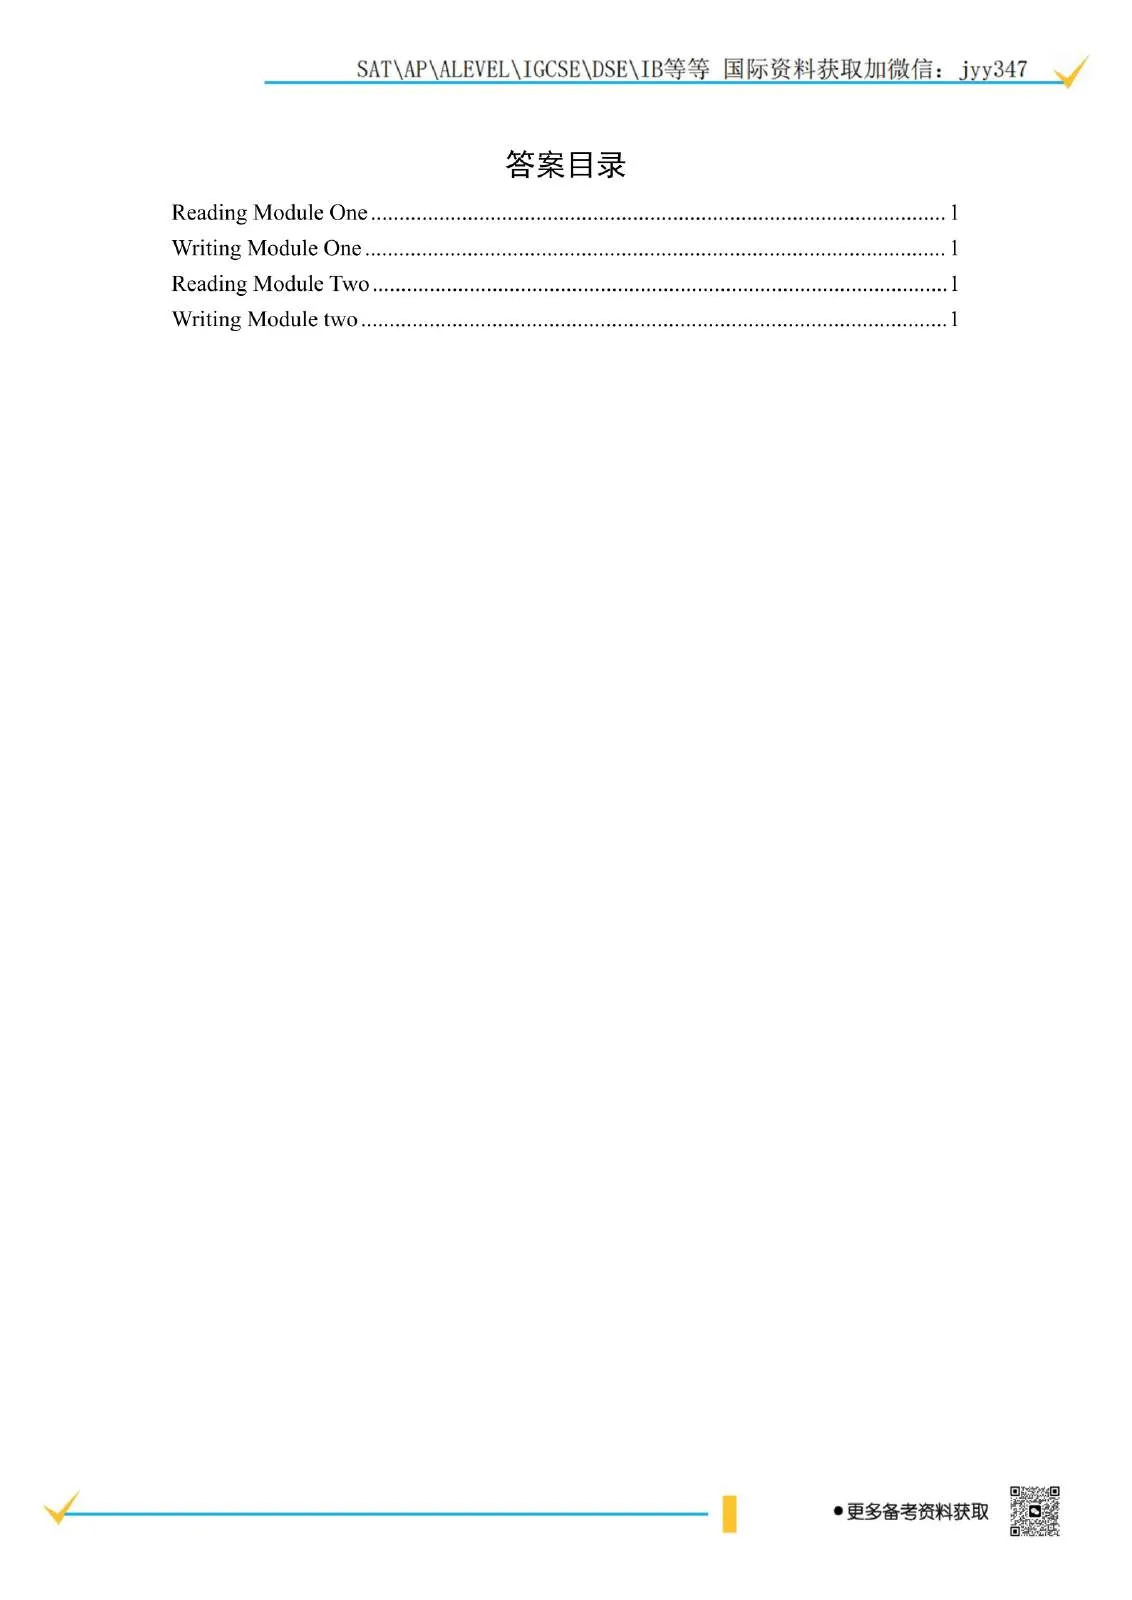 SAT\AP\ALEVEL\IGCSE\DSE\IB等等 国际资料获取加微信：jyy347
答案目录
Reading Module One........................................1
Writing Module One........................................1
Reading Module Two........................................1
Writing Module two........................................1
●更多备考资料获取